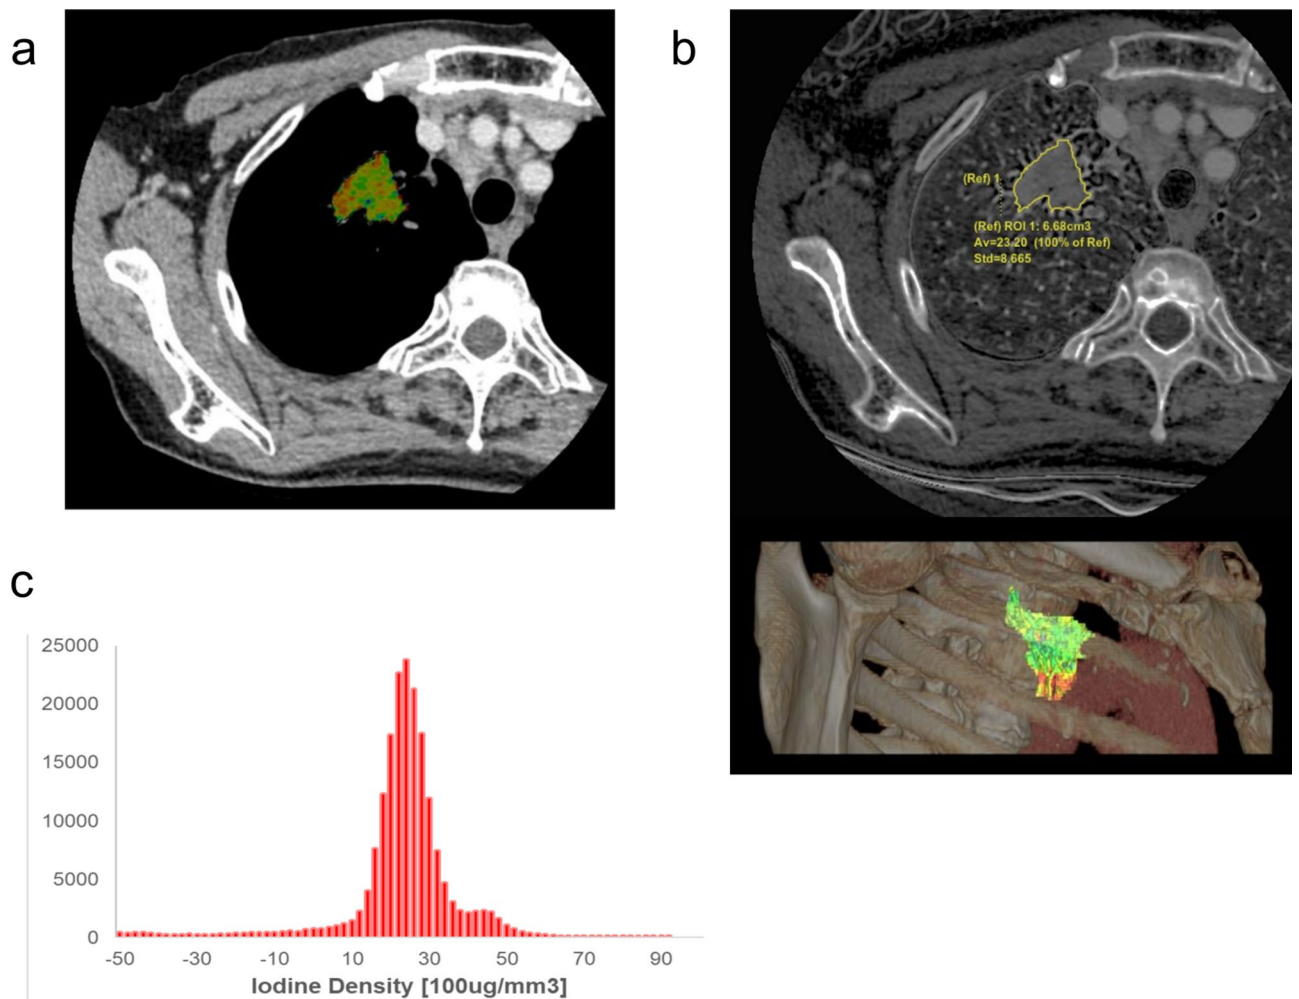 a
b
(Ref) 1
(Ref) ROI 1: 6.68cm3
Av=23.20 (100% of Ref)
Std=8.665
c
25000
20000
15000
10000
5000
0
-50 -30 -10 10 30 50 70 90
Iodine Density [100ug/mm3]